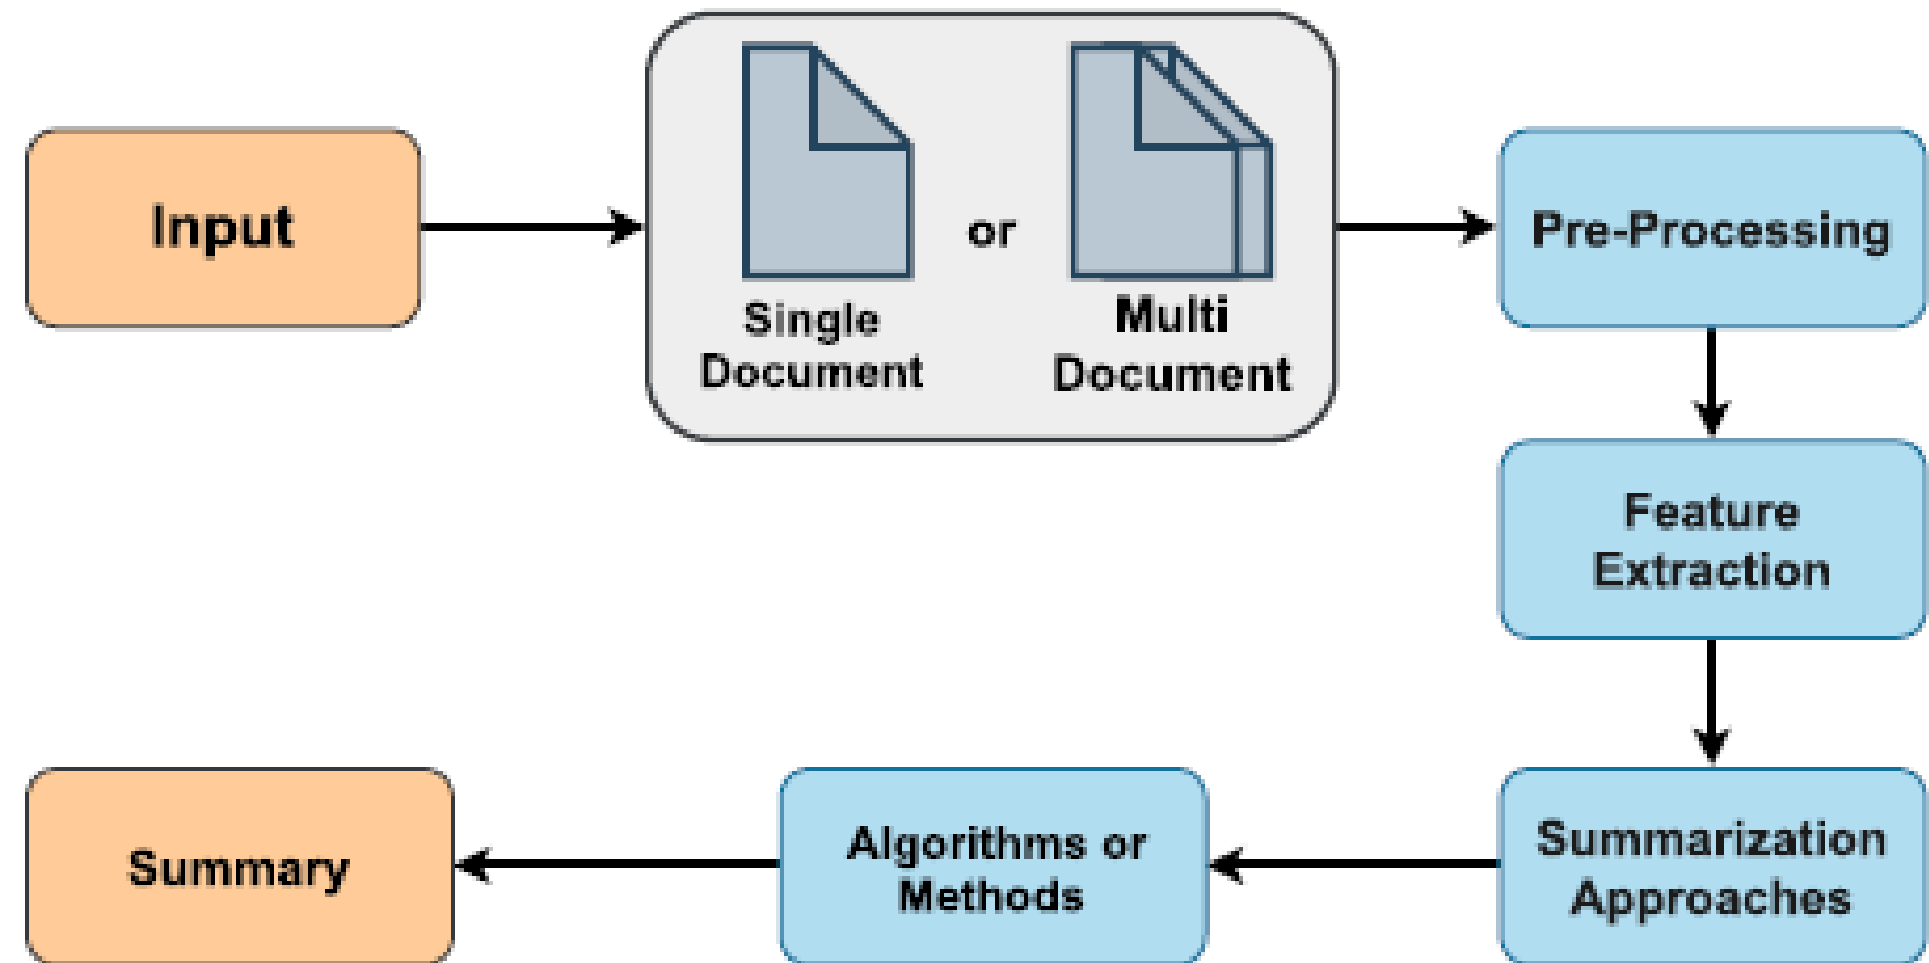 Input
Single
Document
or
Multi
Document
Pre-Processing
Feature
Extraction
Summarization
Approaches
Algorithms or
Methods
Summary